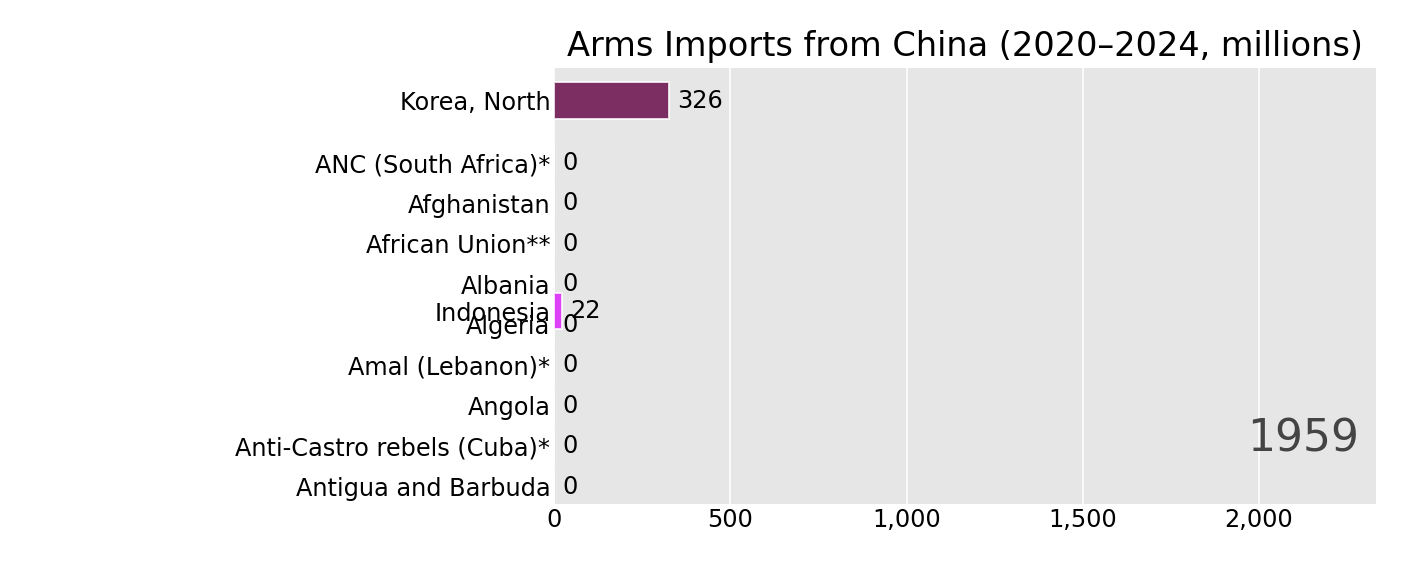 Arms Imports from China (2020–2024, millions)
Korea, North 326
ANC (South Africa)* 0
Afghanistan 0
African Union** 0
Albania 0
Indonesia 22
Algeria 0
Amal (Lebanon)* 0
Angola 0
Anti-Castro rebels (Cuba)* 0
Antigua and Barbuda 0
1959
0 500 1,000 1,500 2,000